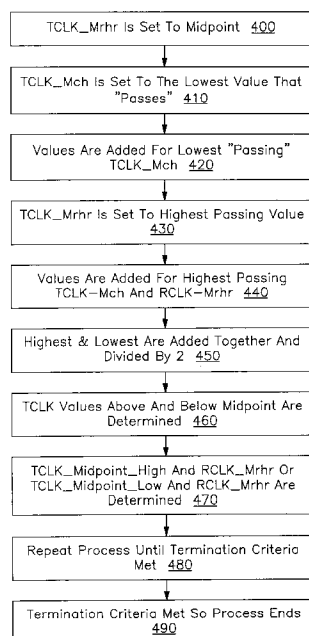 TCLK_Mrhr Is Set To Midpoint 400
TCLK_Mch Is Set To The Lowest Value That
"Passes" 410
Values Are Added For Lowest "Passing"
TCLK_Mch 420
TCLK_Mrhr Is Set To Highest Passing Value
430
Values Are Added For Highest Passing
TCLK-Mch And RCLK-Mrhr 440
Highest & Lowest Are Added Together And
Divided By 2 450
TCLK Values Above And Below Midpoint Are
Determined 460
TCLK_Midpoint_High And RCLK_Mrhr Or
TCLK_Midpoint_Low And RCLK_Mrhr Are
Determined 470
Repeat Process Until Termination Criteria
Met 480
Termination Criteria Met So Process Ends
490